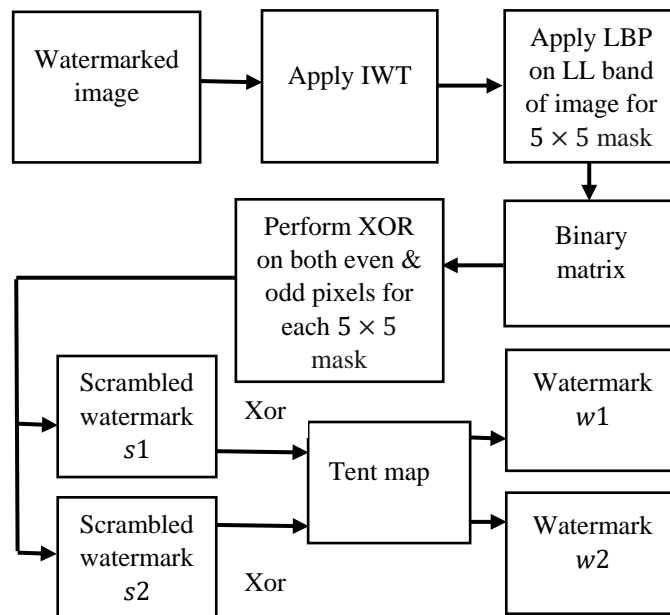 Watermarked
image
Apply IWT
Apply LBP
on LL band
of image for
5 × 5 mask
Binary
matrix
Perform XOR
on both even &
odd pixels for
each 5 × 5
mask
Scrambled
watermark
s1
Xor
Scrambled
watermark
s2
Xor
Tent map
Watermark
w1
Watermark
w2